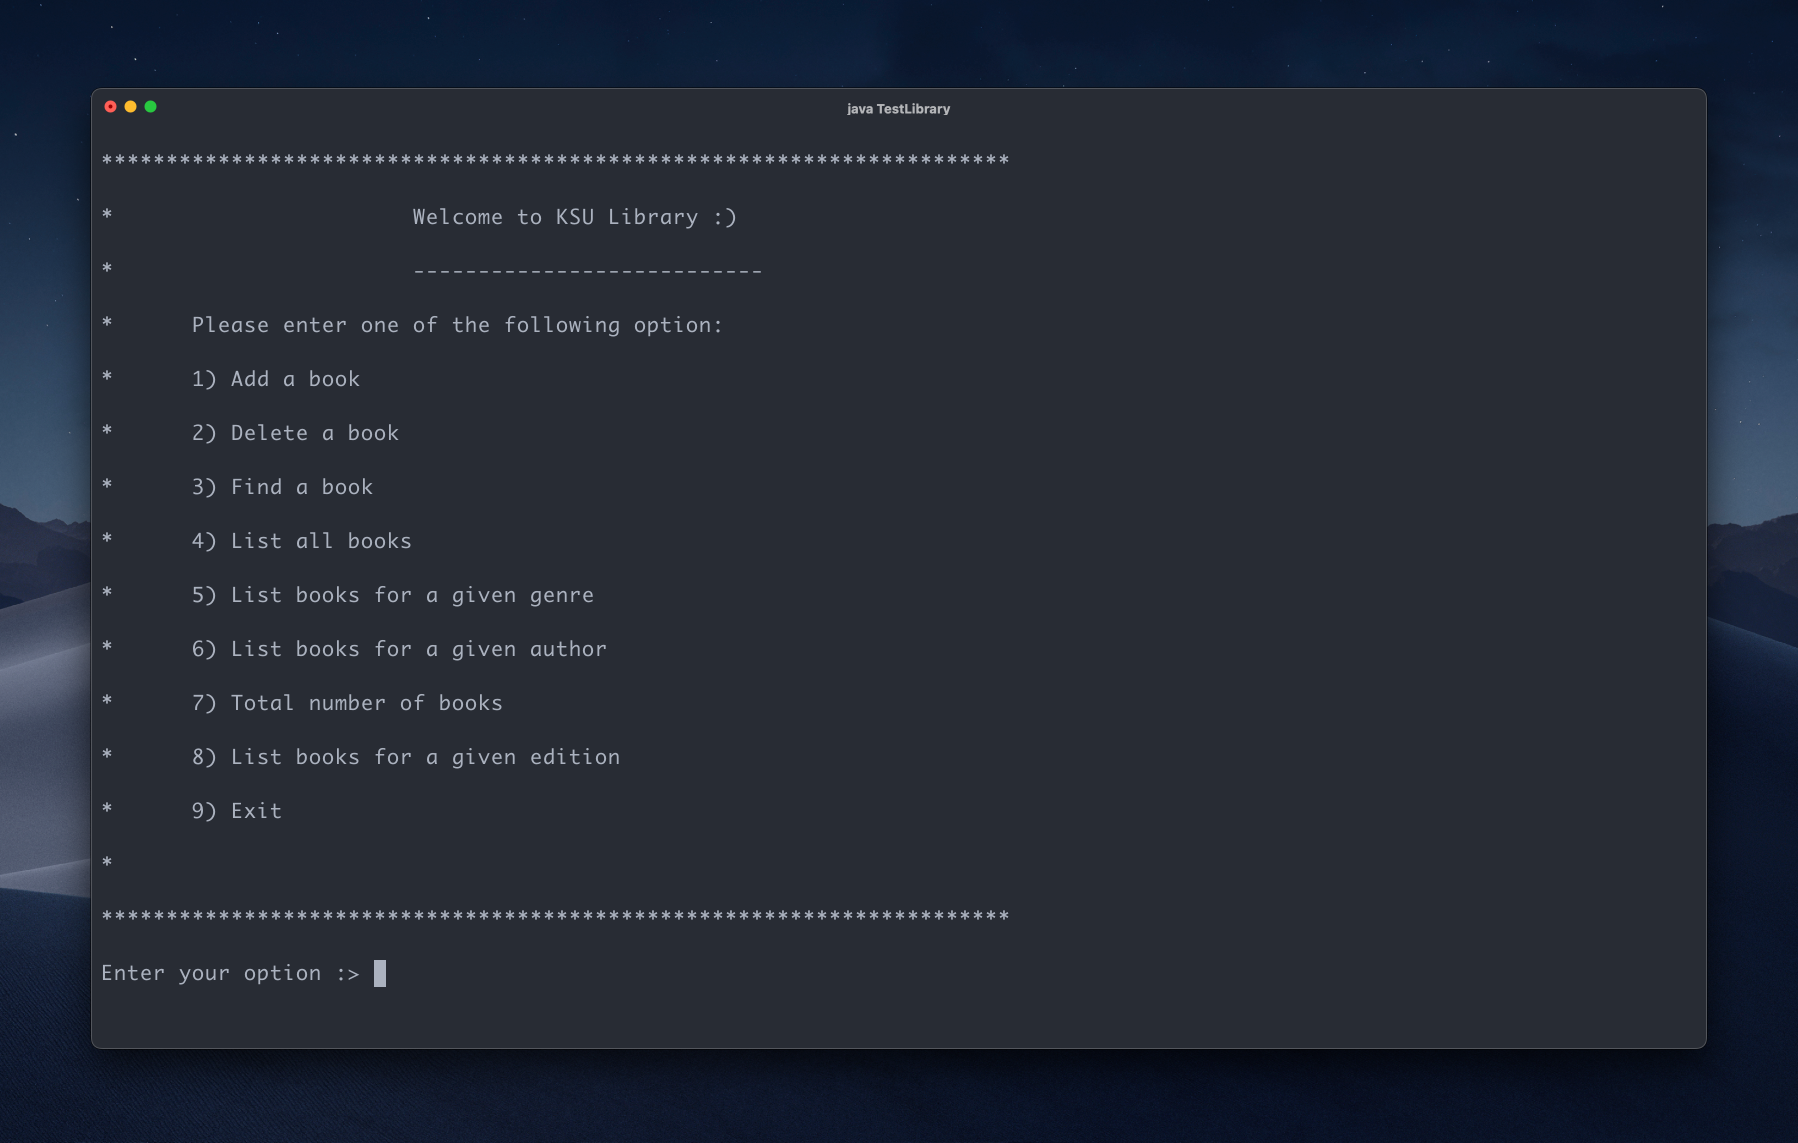 java TestLibrary
**********************************************************************
* Welcome to KSU Library :)
* ---------------------------
* Please enter one of the following option:
* 1) Add a book
* 2) Delete a book
* 3) Find a book
* 4) List all books
* 5) List books for a given genre
* 6) List books for a given author
* 7) Total number of books
* 8) List books for a given edition
* 9) Exit
*
**********************************************************************
Enter your option :>